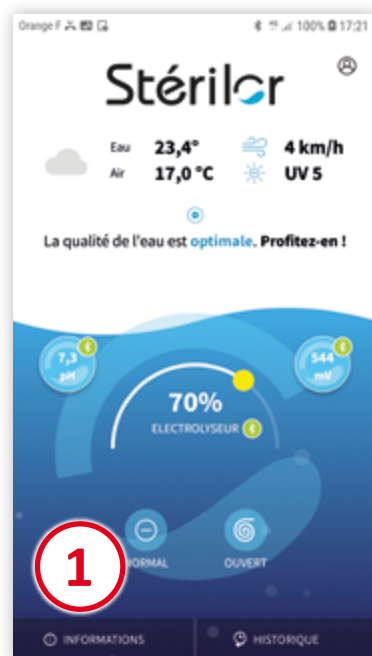 Orange F 100% 17:21
Stérilor
Eau 23,4° 4 km/h
Air 17,0 °C UV 5
La qualité de l'eau est optimale. Profitez-en !
7,3 pH
544 mV
70%
ELECTROLYSEUR
1
NORMAL OUVERT
INFORMATIONS HISTORIQUE